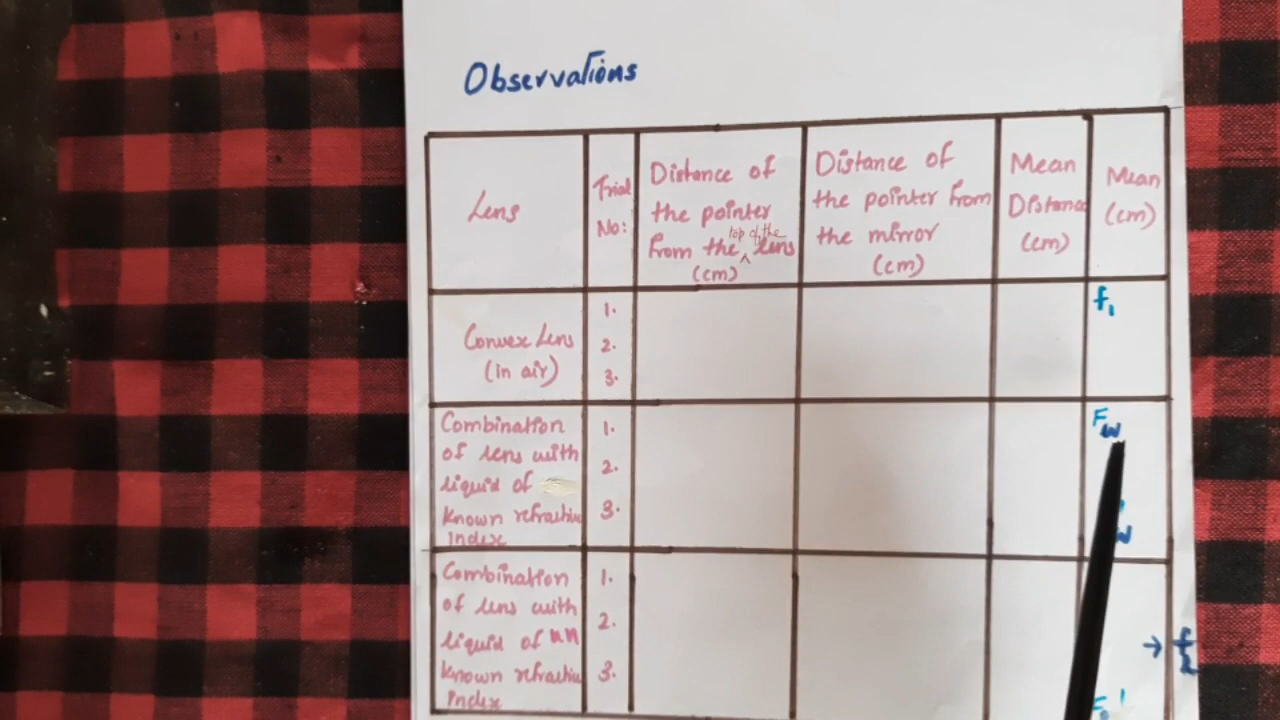 Observations
Lens
Trial
No:
Distance of
the pointer
top of the
from the ^ lens
(cm)
Distance of
the pointer from
the mirror
(cm)
Mean
Distance
(cm)
Mean
(cm)
Convex Lens
(in air)
1.
2.
3.
f₁
Combination
of lens with
liquid of
known refractive
index
1.
2.
3.
F_w
w
Combination
of lens with
liquid of un
known refractive
index
1.
2.
3.
→